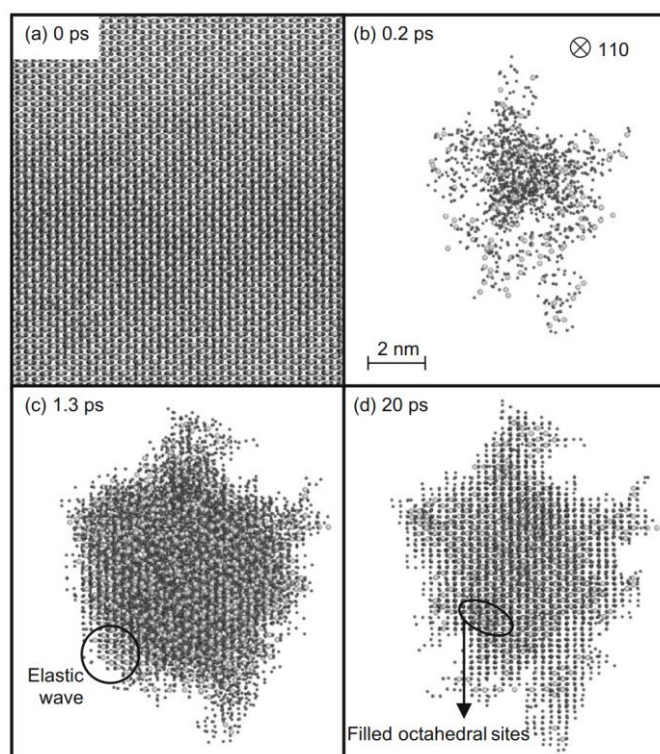 (a) 0 ps
(b) 0.2 ps
110
2 nm
(c) 1.3 ps
Elastic
wave
(d) 20 ps
Filled octahedral sites